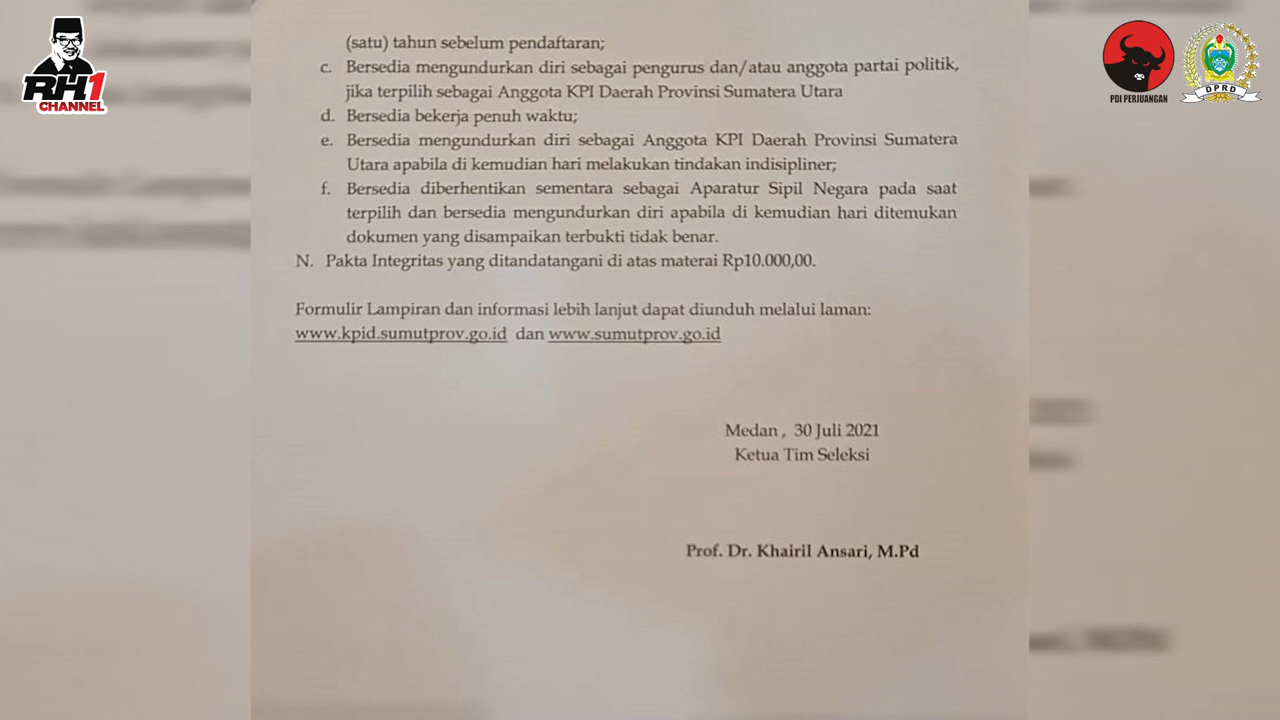 RH1
CHANNEL
PDI PERJUANGAN
DPRD
(satu) tahun sebelum pendaftaran;
c. Bersedia mengundurkan diri sebagai pengurus dan/atau anggota partai politik,
jika terpilih sebagai Anggota KPI Daerah Provinsi Sumatera Utara
d. Bersedia bekerja penuh waktu;
e. Bersedia mengundurkan diri sebagai Anggota KPI Daerah Provinsi Sumatera
Utara apabila di kemudian hari melakukan tindakan indisipliner;
f. Bersedia diberhentikan sementara sebagai Aparatur Sipil Negara pada saat
terpilih dan bersedia mengundurkan diri apabila di kemudian hari ditemukan
dokumen yang disampaikan terbukti tidak benar.
N. Pakta Integritas yang ditandatangani di atas materai Rp10.000,00.
Formulir Lampiran dan informasi lebih lanjut dapat diunduh melalui laman:
www.kpid.sumutprov.go.id dan www.sumutprov.go.id
Medan , 30 Juli 2021
Ketua Tim Seleksi
Prof. Dr. Khairil Ansari, M.Pd